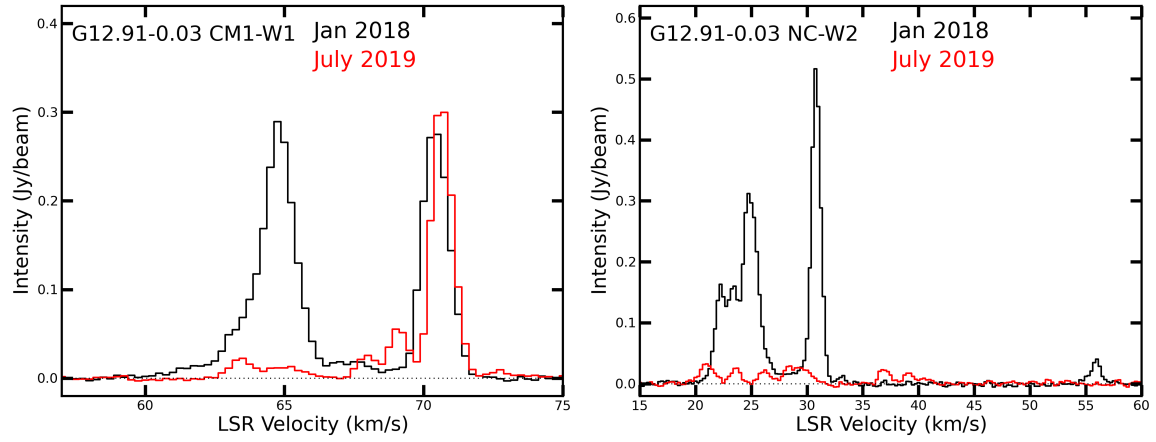 G12.91-0.03 CM1-W1
Jan 2018
July 2019
Intensity (Jy/beam)
0.4
0.3
0.2
0.1
0.0
60
65
70
75
LSR Velocity (km/s)
G12.91-0.03 NC-W2
Jan 2018
July 2019
Intensity (Jy/beam)
0.6
0.5
0.4
0.3
0.2
0.1
0.0
15
20
25
30
35
40
45
50
55
60
LSR Velocity (km/s)